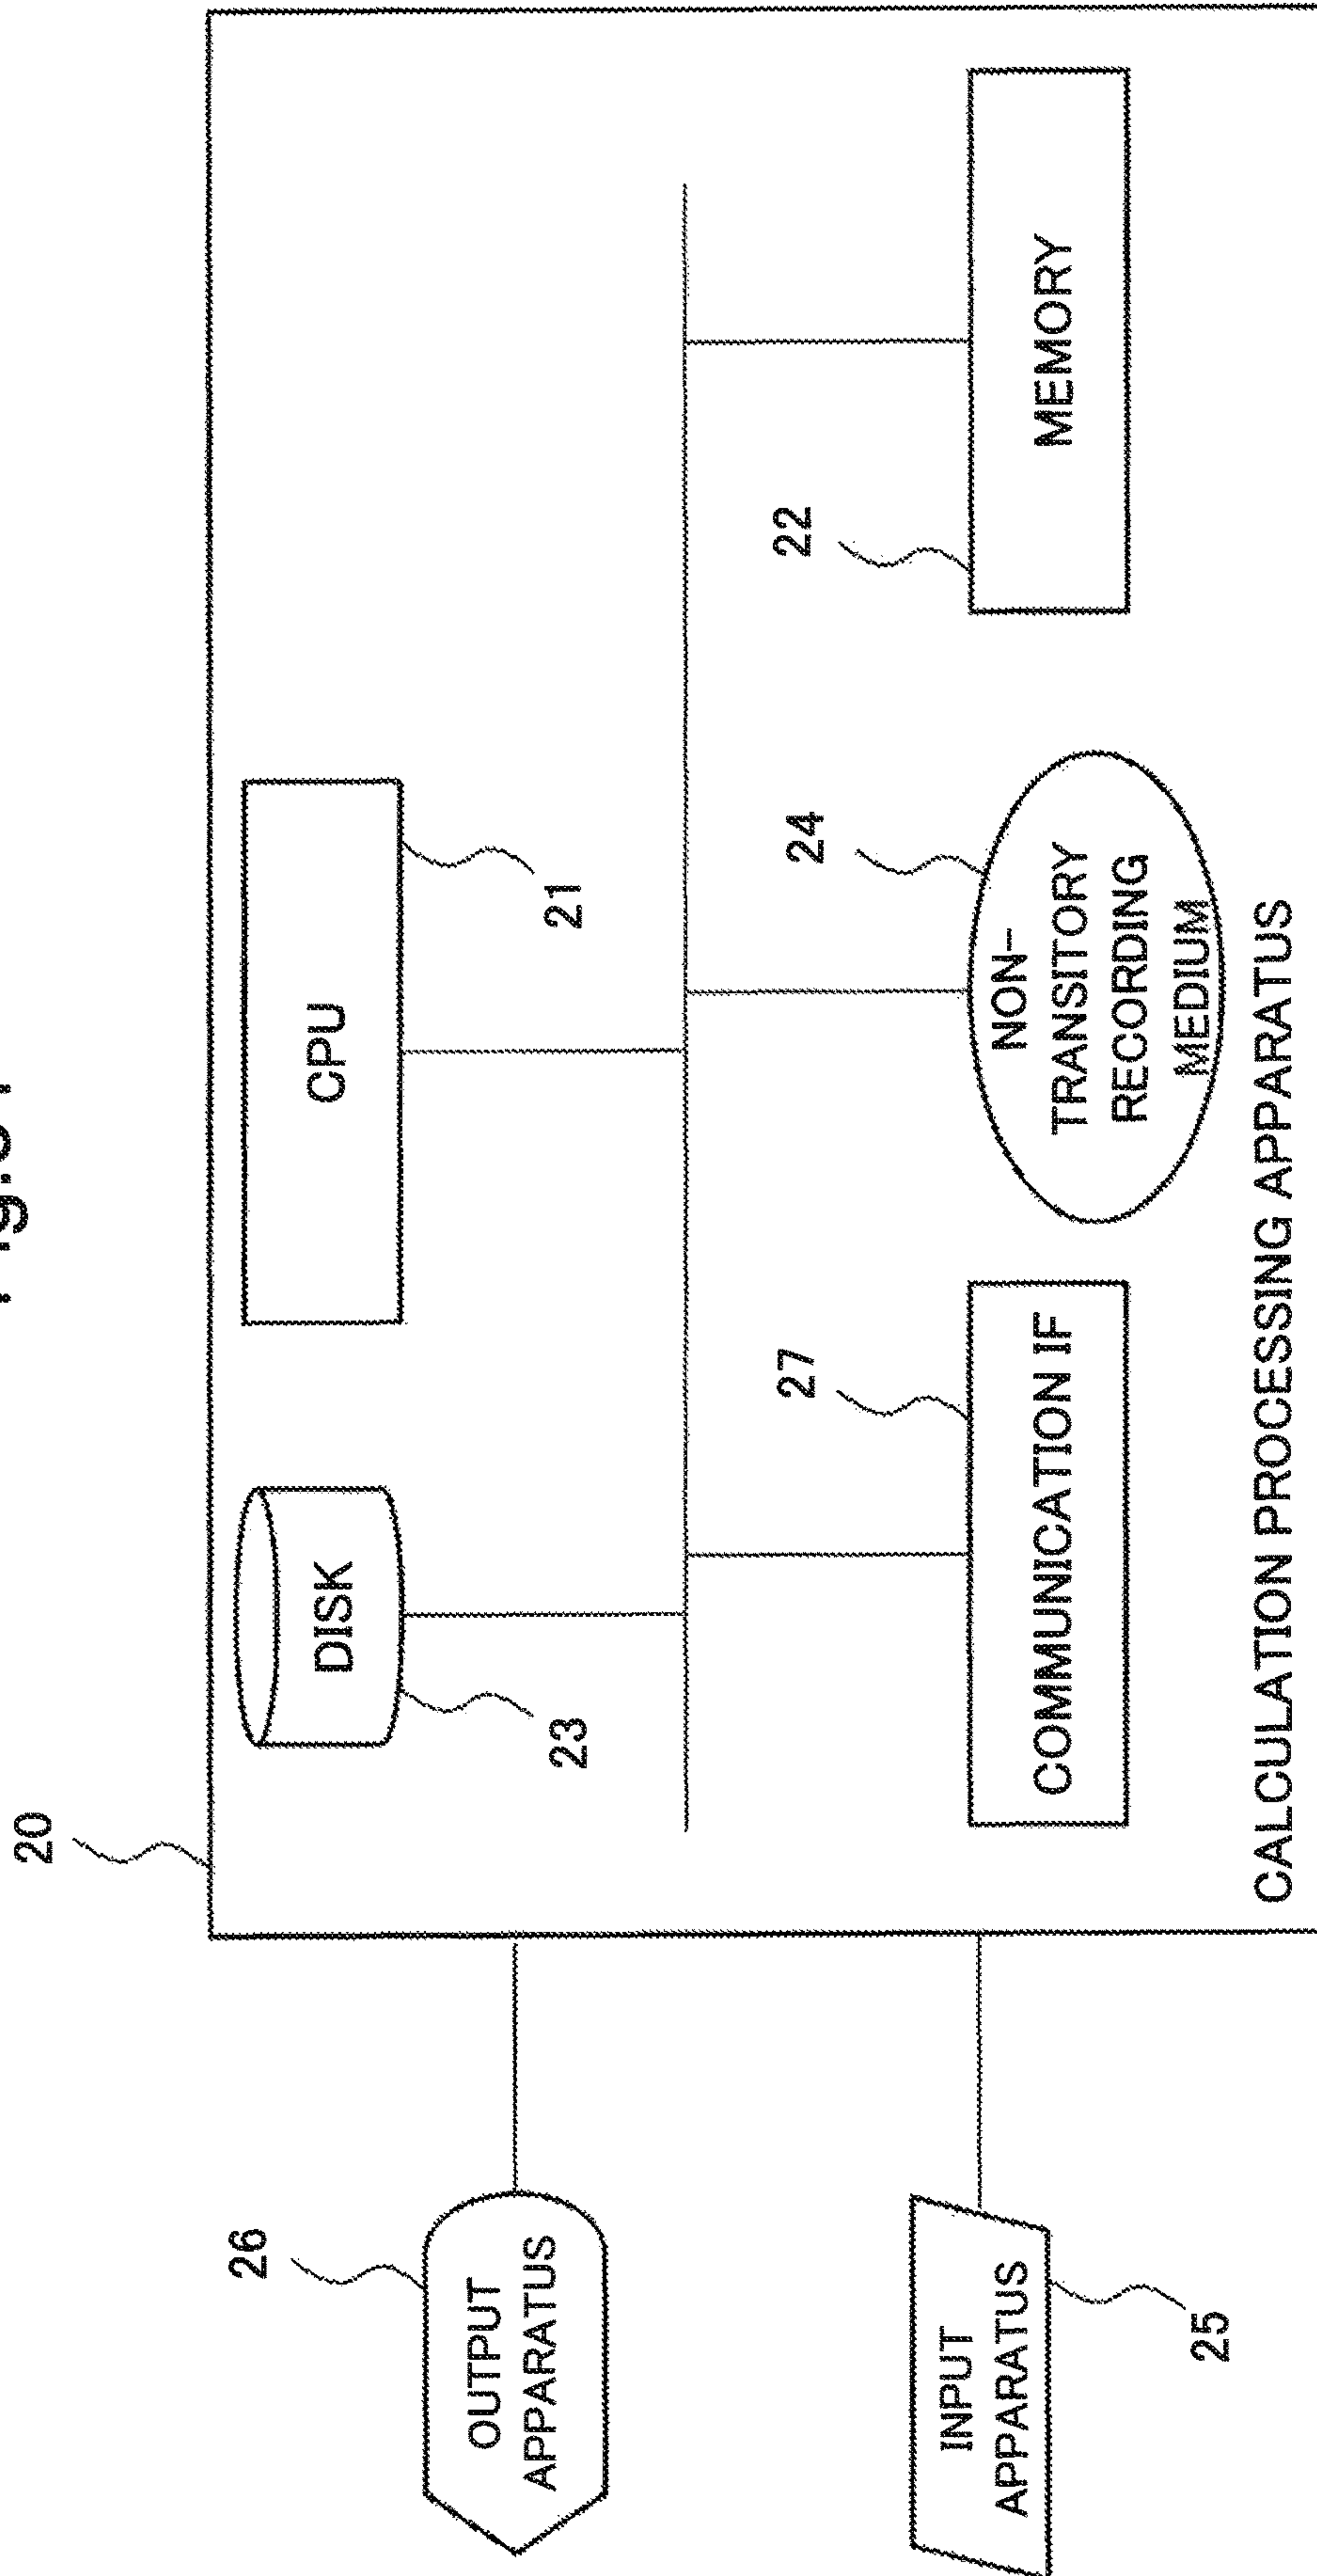 20
26
OUTPUT
APPARATUS
DISK
23
CPU
21
27
COMMUNICATION IF
24
NON-
TRANSITORY
RECORDING
MEDIUM
22
MEMORY
INPUT
APPARATUS
25
CALCULATION PROCESSING APPARATUS